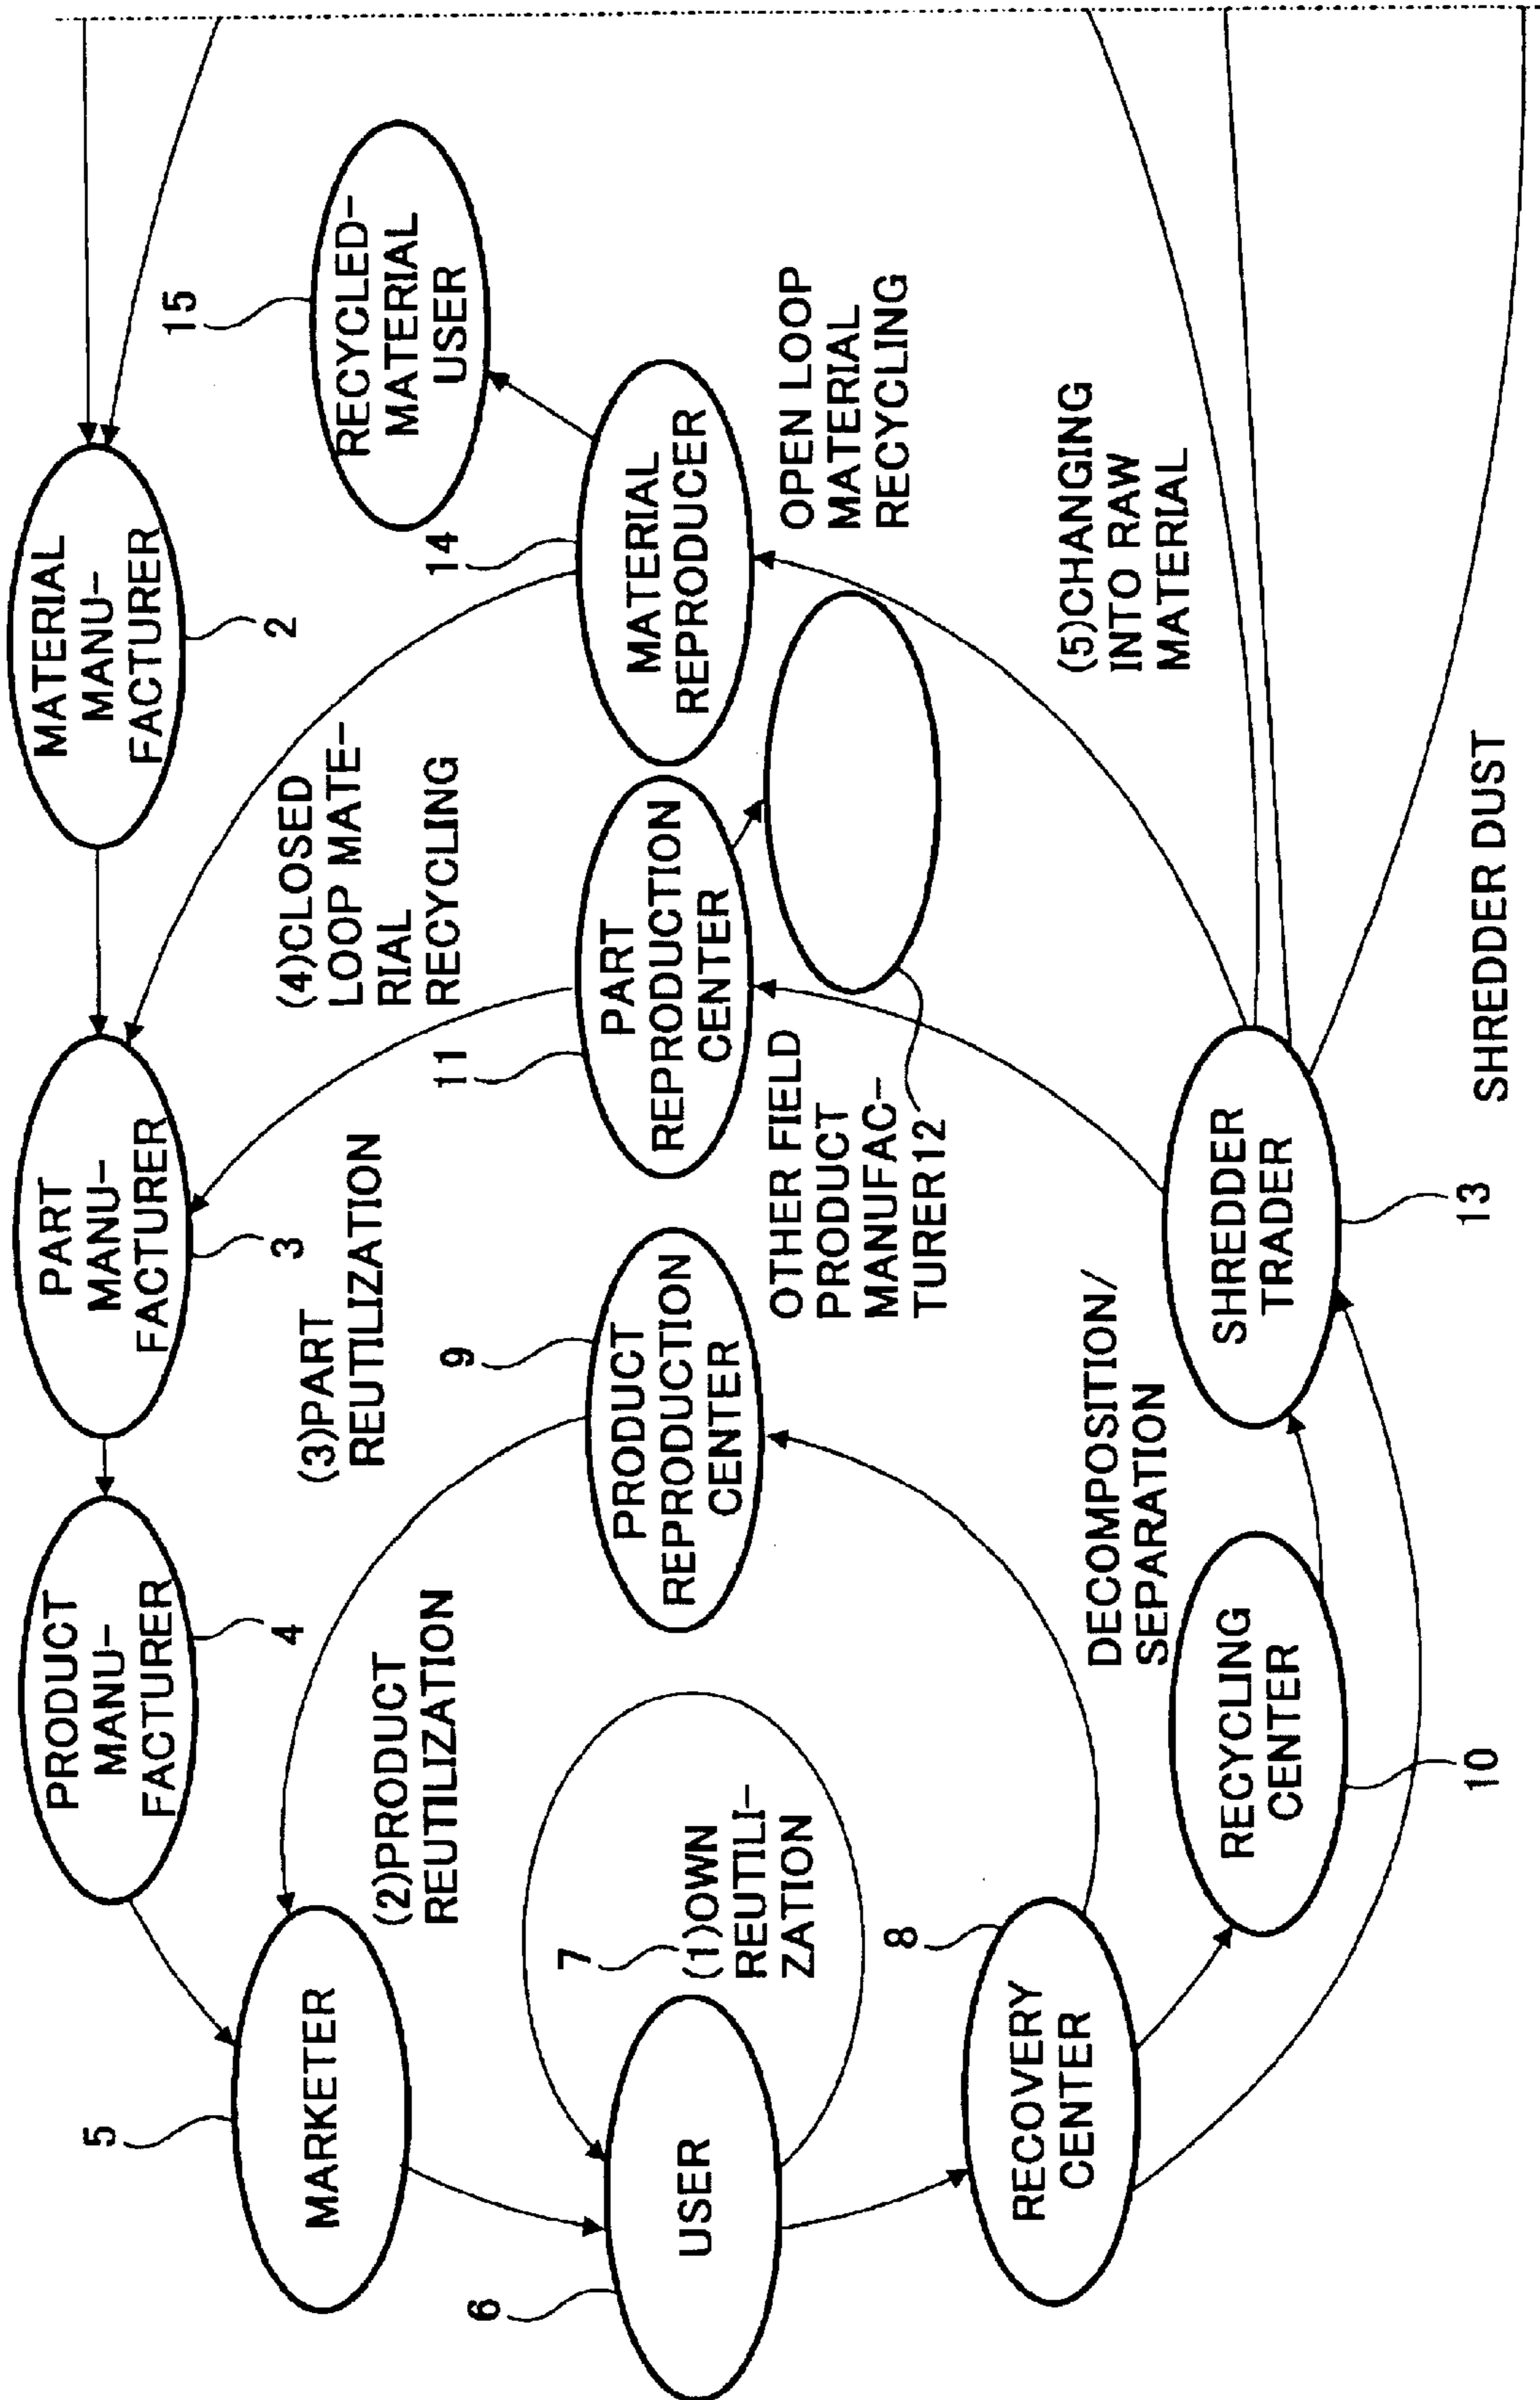 MATERIAL
MANU-
FACTURER
2
PART
MANU-
FACTURER
3
PRODUCT
MANU-
FACTURER
4
5
MARKETER
(2)PRODUCT
REUTILIZATION
(3)PART
REUTILIZATION
(4)CLOSED
LOOP MATE-
RIAL
RECYCLING
15
RECYCLED-
MATERIAL
USER
6
USER
7
(1)OWN
REUTILI-
ZATION
9
PRODUCT
REPRODUCTION
CENTER
11
PART
REPRODUCTION
CENTER
14
MATERIAL
REPRODUCER
OTHER FIELD
PRODUCT
MANUFAC-
TURER12
OPEN LOOP
MATERIAL
RECYCLING
8
RECOVERY
CENTER
DECOMPOSITION/
SEPARATION
(5)CHANGING
INTO RAW
MATERIAL
RECYCLING
CENTER
10
SHREDDER
TRADER
13
SHREDDER DUST